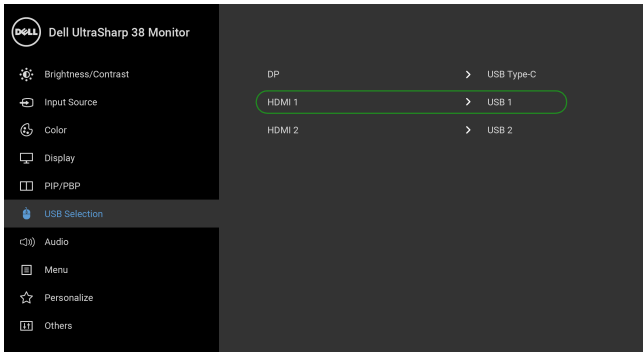 DELL Dell UltraSharp 38 Monitor
Brightness/Contrast
Input Source
Color
Display
PIP/PBP
USB Selection
Audio
Menu
Personalize
Others
DP > USB Type-C
HDMI 1 > USB 1
HDMI 2 > USB 2